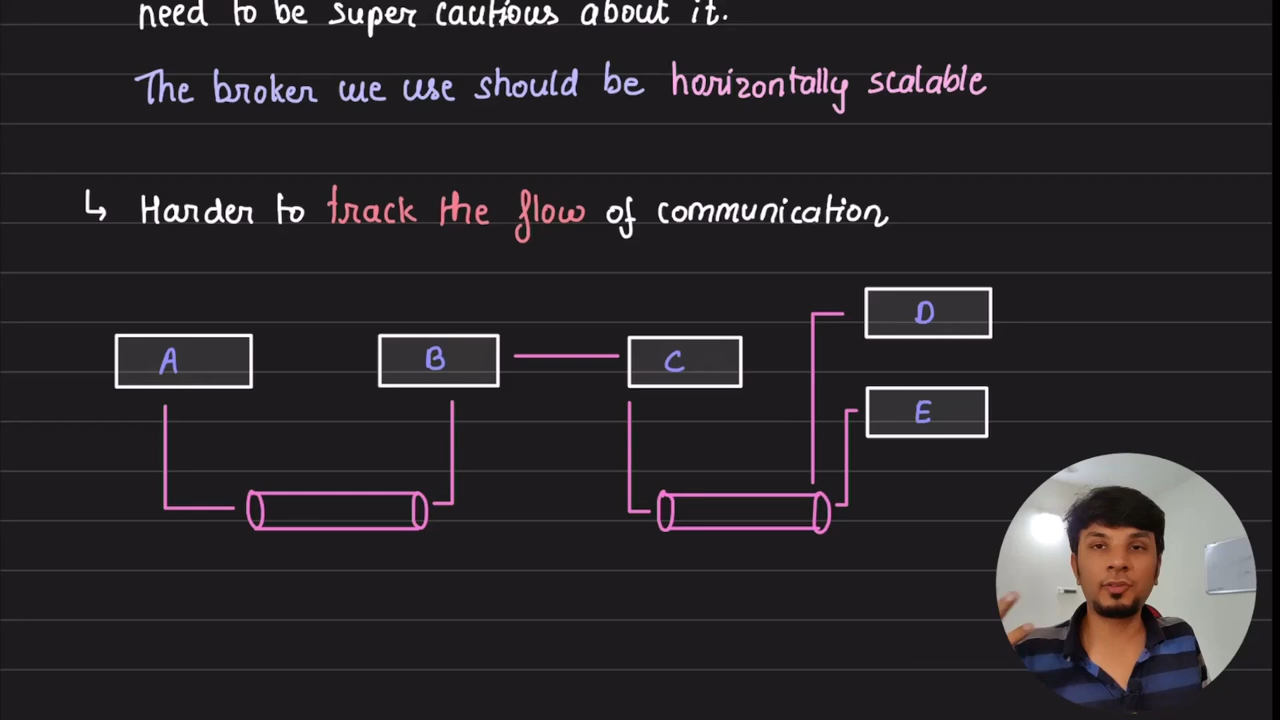 need to be super cautious about it.
The broker we use should be horizontally scalable
↳ Harder to track the flow of communication
D
A B C
E